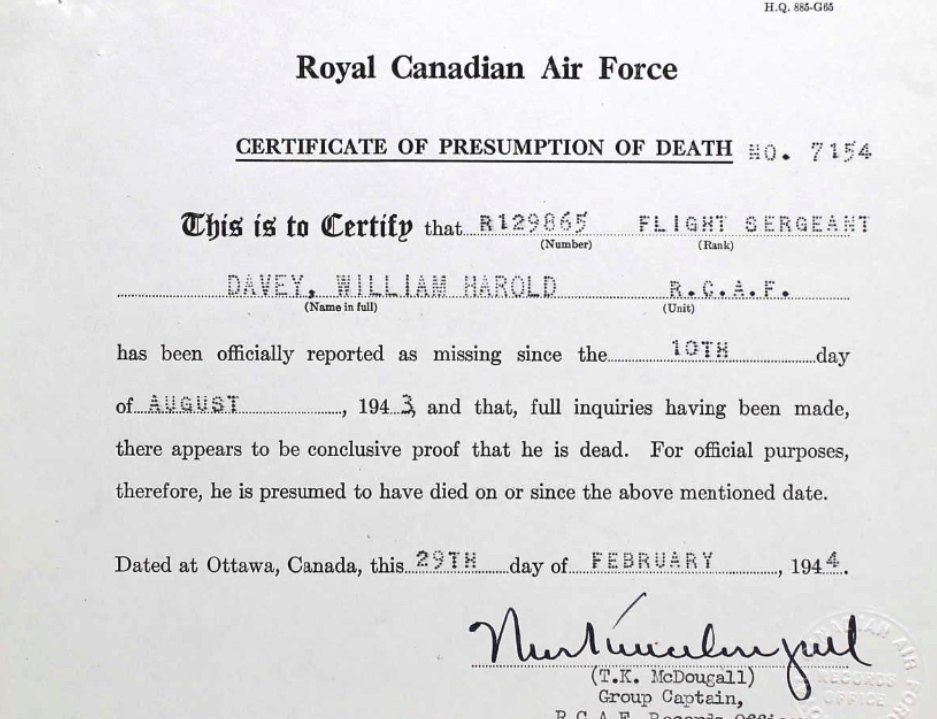 H.Q. 885-G65
Royal Canadian Air Force
CERTIFICATE OF PRESUMPTION OF DEATH NO. 7154
This is to Certify that R129865 FLIGHT SERGEANT
(Number) (Rank)
DAVEY, WILLIAM HAROLD R.C.A.F.
(Name in full) (Unit)
has been officially reported as missing since the 10TH day
of AUGUST, 1943, and that, full inquiries having been made,
there appears to be conclusive proof that he is dead. For official purposes,
therefore, he is presumed to have died on or since the above mentioned date.
Dated at Ottawa, Canada, this 29TH day of FEBRUARY, 1944.
(T.K. McDougall)
Group Captain,
R.C.A.F. Records Officer
RECORDS
OFFICE